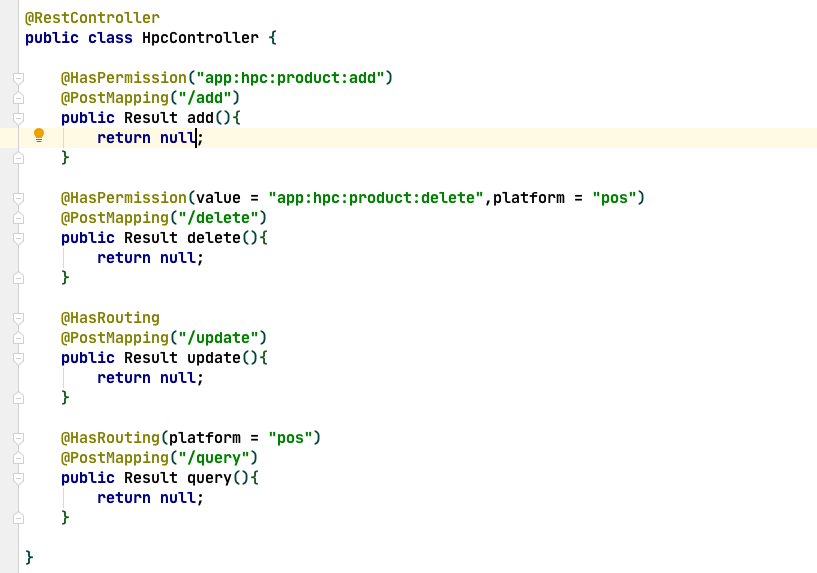 @RestController
public class HpcController {
@HasPermission("app:hpc:product:add")
@PostMapping("/add")
public Result add(){
return null;
}
@HasPermission(value = "app:hpc:product:delete",platform = "pos")
@PostMapping("/delete")
public Result delete(){
return null;
}
@HasRouting
@PostMapping("/update")
public Result update(){
return null;
}
@HasRouting(platform = "pos")
@PostMapping("/query")
public Result query(){
return null;
}
}